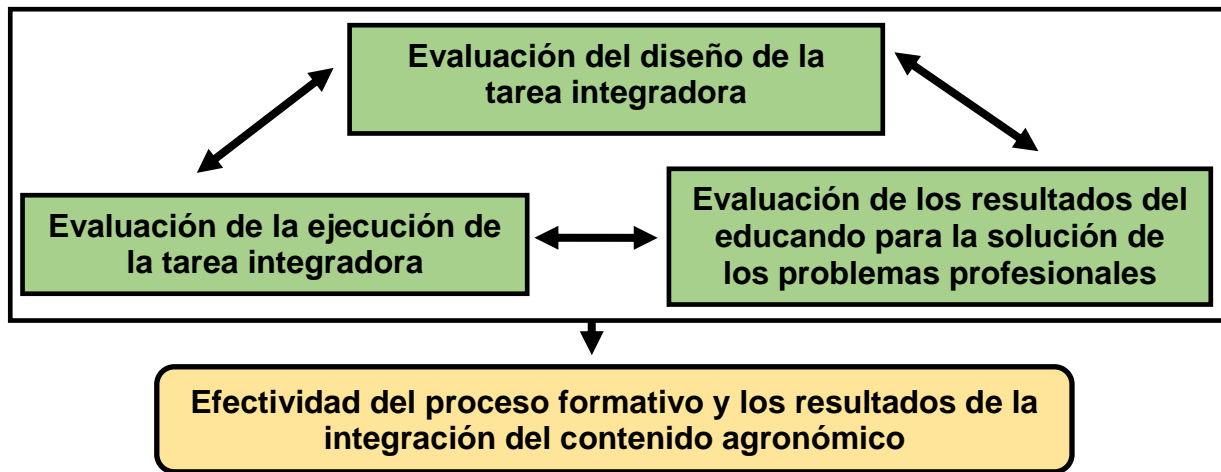 Evaluación del diseño de la
tarea integradora
Evaluación de la ejecución de
la tarea integradora
Evaluación de los resultados del
educando para la solución de
los problemas profesionales
Efectividad del proceso formativo y los resultados de la
integración del contenido agronómico